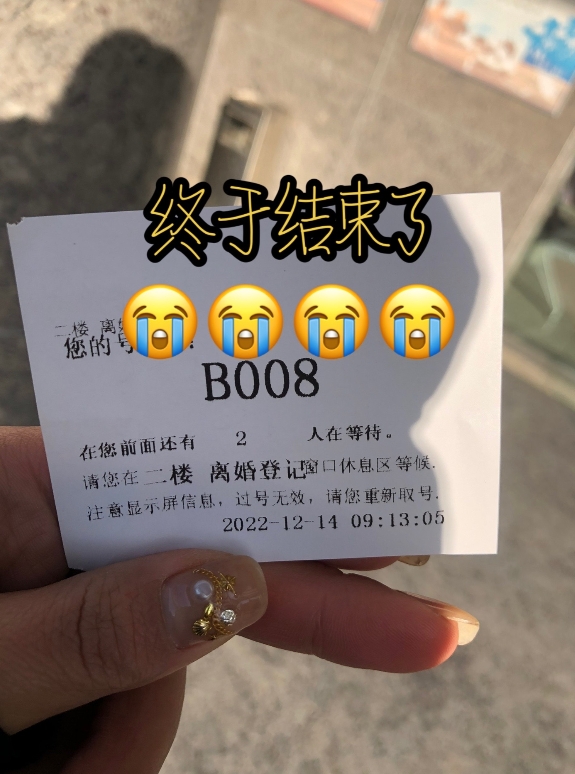 终于结束了
二楼 离
您的号
B008
在您前面还有 2 人在等待。
请您在二楼 离婚登记窗口休息区等候.
注意显示屏信息，过号无效，请您重新取号.
2022-12-14 09:13:05